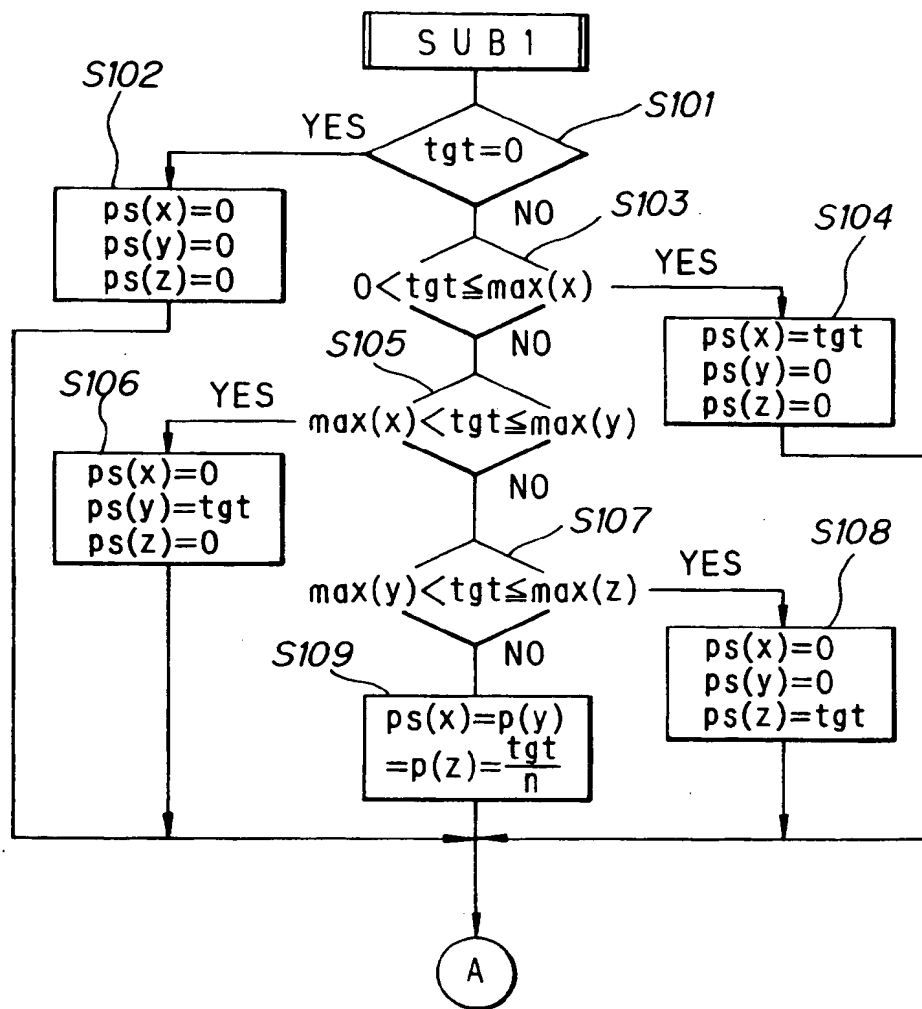 SUB1
S102
S101
YES
tgt=0
ps(x)=0
ps(y)=0
ps(z)=0
NO
S103
S104
YES
0<tgt≦max(x)
NO
ps(x)=tgt
ps(y)=0
ps(z)=0
S105
S106
YES
max(x)<tgt≦max(y)
NO
ps(x)=0
ps(y)=tgt
ps(z)=0
S107
S108
YES
max(y)<tgt≦max(z)
NO
ps(x)=0
ps(y)=0
ps(z)=tgt
S109
ps(x)=p(y)
=p(z)=tgt/n
A